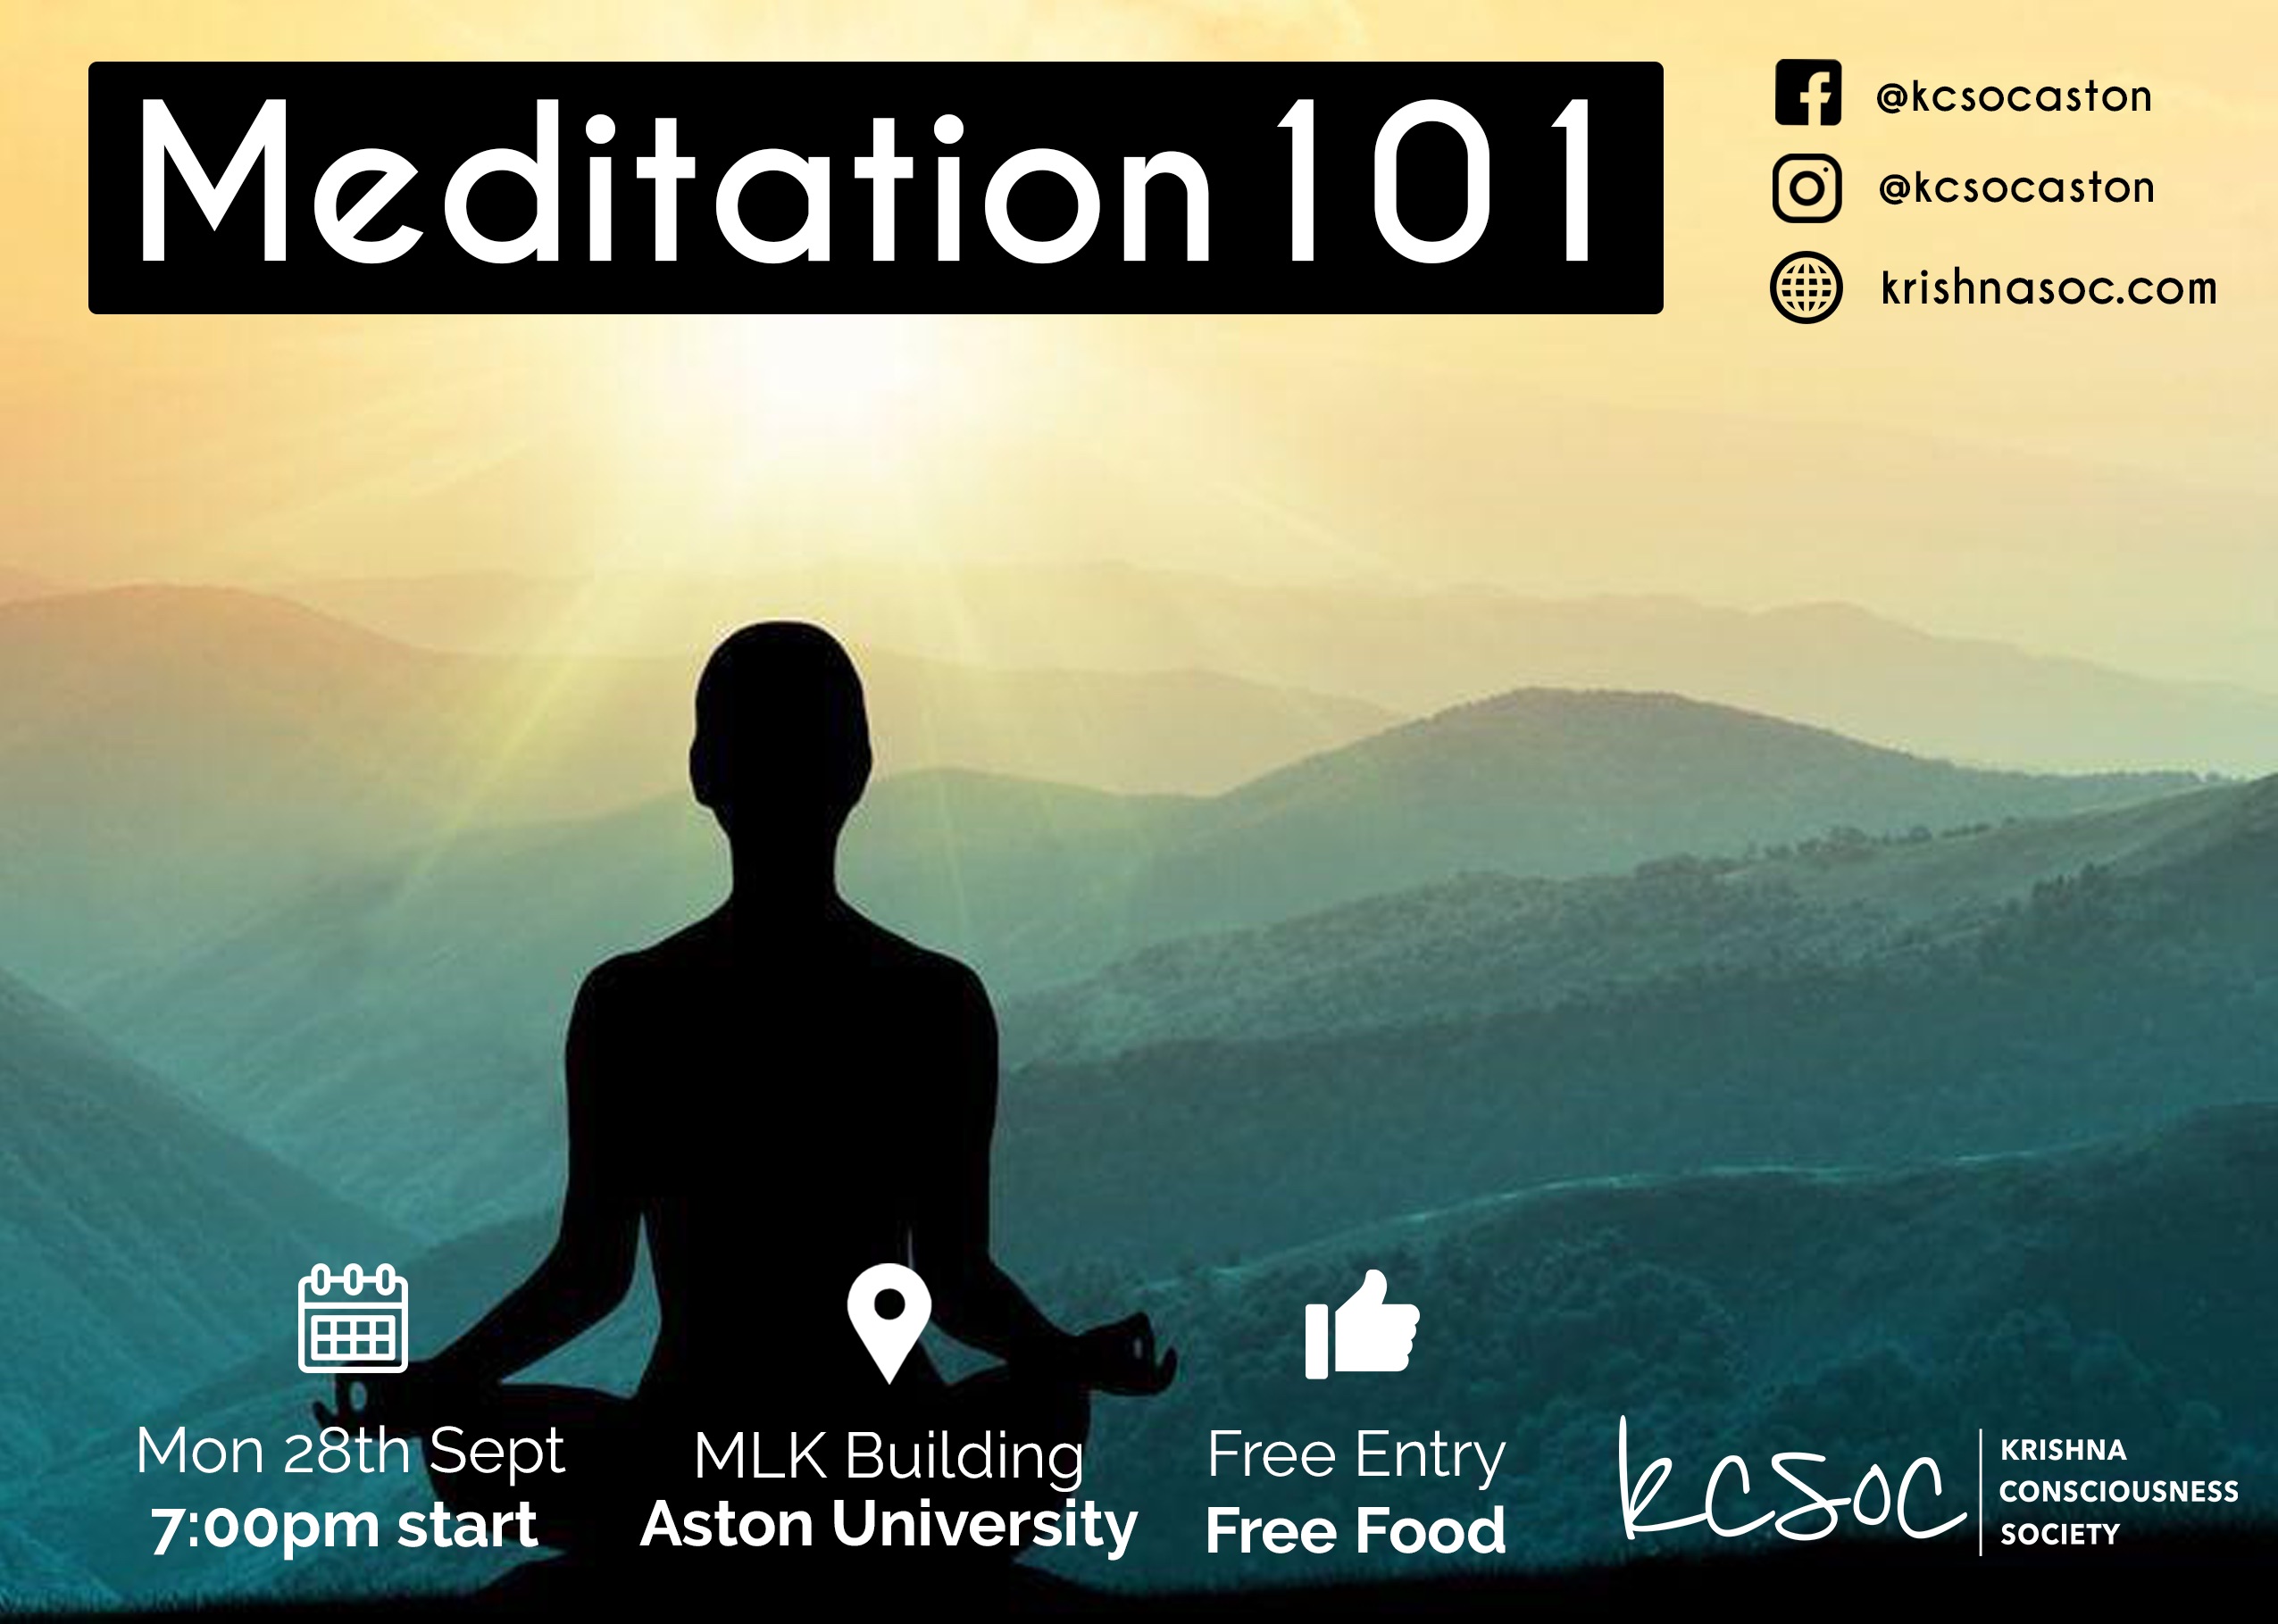 Meditation 101
@kcsocaston
@kcsocaston
krishnasoc.com
Mon 28th Sept
7:00pm start
MLK Building
Aston University
Free Entry
Free Food
kcsoc
KRISHNA
CONSCIOUSNESS
SOCIETY